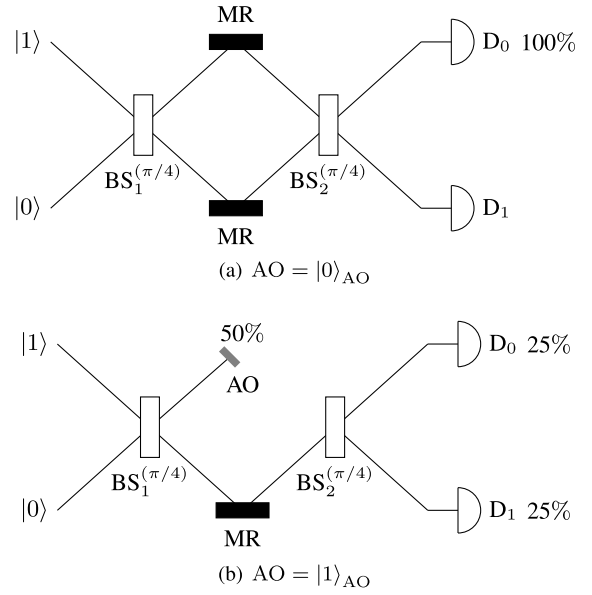 MR
|1⟩ D₀ 100%
BS₁^(π/4) BS₂^(π/4)
|0⟩ D₁
MR
(a) AO = |0⟩_AO
50%
|1⟩ D₀ 25%
AO
BS₁^(π/4) BS₂^(π/4)
|0⟩ D₁ 25%
MR
(b) AO = |1⟩_AO